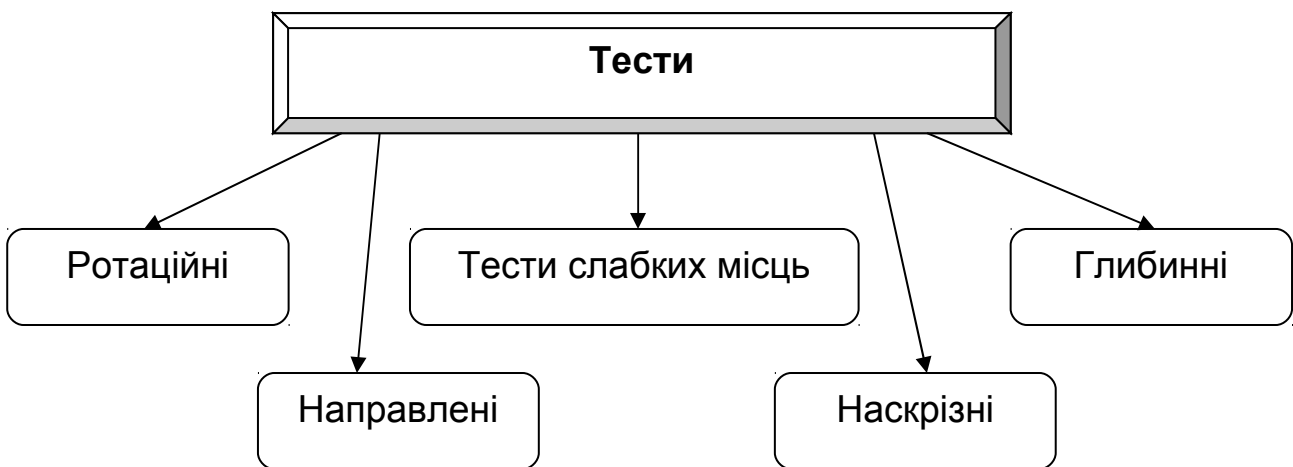 Тести
Ротаційні
Тести слабких місць
Глибинні
Направлені
Наскрізні